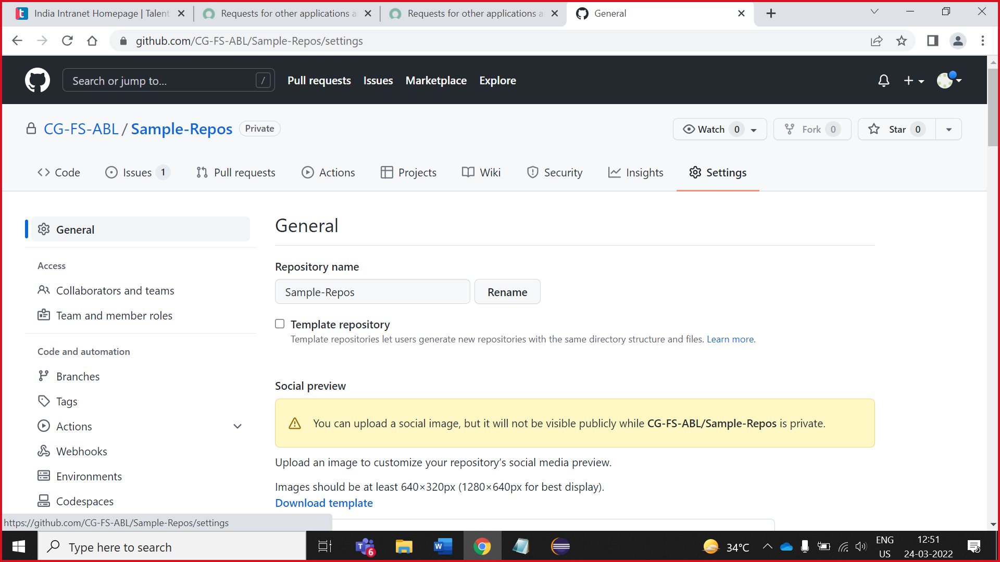 India Intranet Homepage | Talent
Requests for other applications a
Requests for other applications a
General
github.com/CG-FS-ABL/Sample-Repos/settings
Search or jump to...
/
Pull requests
Issues
Marketplace
Explore
CG-FS-ABL / Sample-Repos
Private
Watch 0
Fork 0
Star 0
Code
Issues 1
Pull requests
Actions
Projects
Wiki
Security
Insights
Settings
General
Access
Collaborators and teams
Team and member roles
Code and automation
Branches
Tags
Actions
Webhooks
Environments
Codespaces
General
Repository name
Sample-Repos
Rename
Template repository
Template repositories let users generate new repositories with the same directory structure and files. Learn more.
Social preview
You can upload a social image, but it will not be visible publicly while CG-FS-ABL/Sample-Repos is private.
Upload an image to customize your repository’s social media preview.
Images should be at least 640×320px (1280×640px for best display).
Download template
https://github.com/CG-FS-ABL/Sample-Repos/settings
Type here to search
6
34°C
ENG
US
12:51
24-03-2022